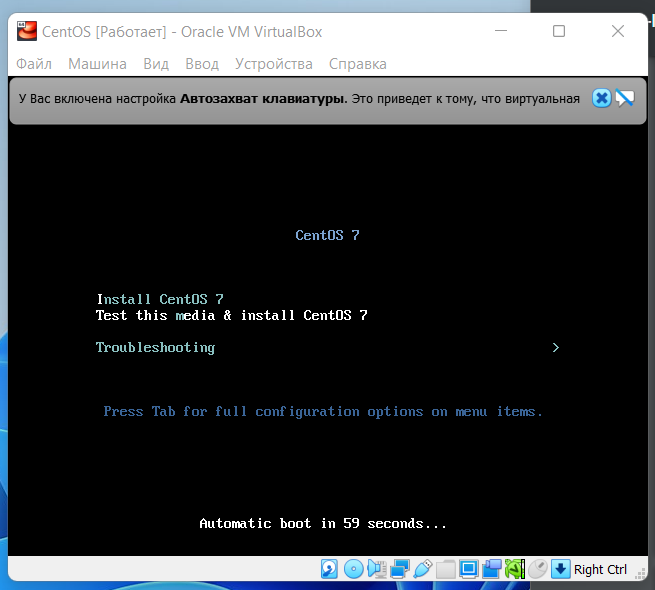 CentOS [Работает] - Oracle VM VirtualBox
Файл Машина Вид Ввод Устройства Справка
У Вас включена настройка Автозахват клавиатуры. Это приведет к тому, что виртуальная
CentOS 7
Install CentOS 7
Test this media & install CentOS 7
Troubleshooting >
Press Tab for full configuration options on menu items.
Automatic boot in 59 seconds...
Right Ctrl